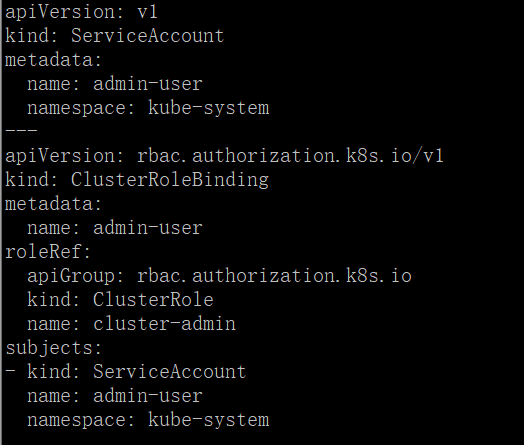 apiVersion: v1
kind: ServiceAccount
metadata:
  name: admin-user
  namespace: kube-system
---
apiVersion: rbac.authorization.k8s.io/v1
kind: ClusterRoleBinding
metadata:
  name: admin-user
roleRef:
  apiGroup: rbac.authorization.k8s.io
  kind: ClusterRole
  name: cluster-admin
subjects:
- kind: ServiceAccount
  name: admin-user
  namespace: kube-system